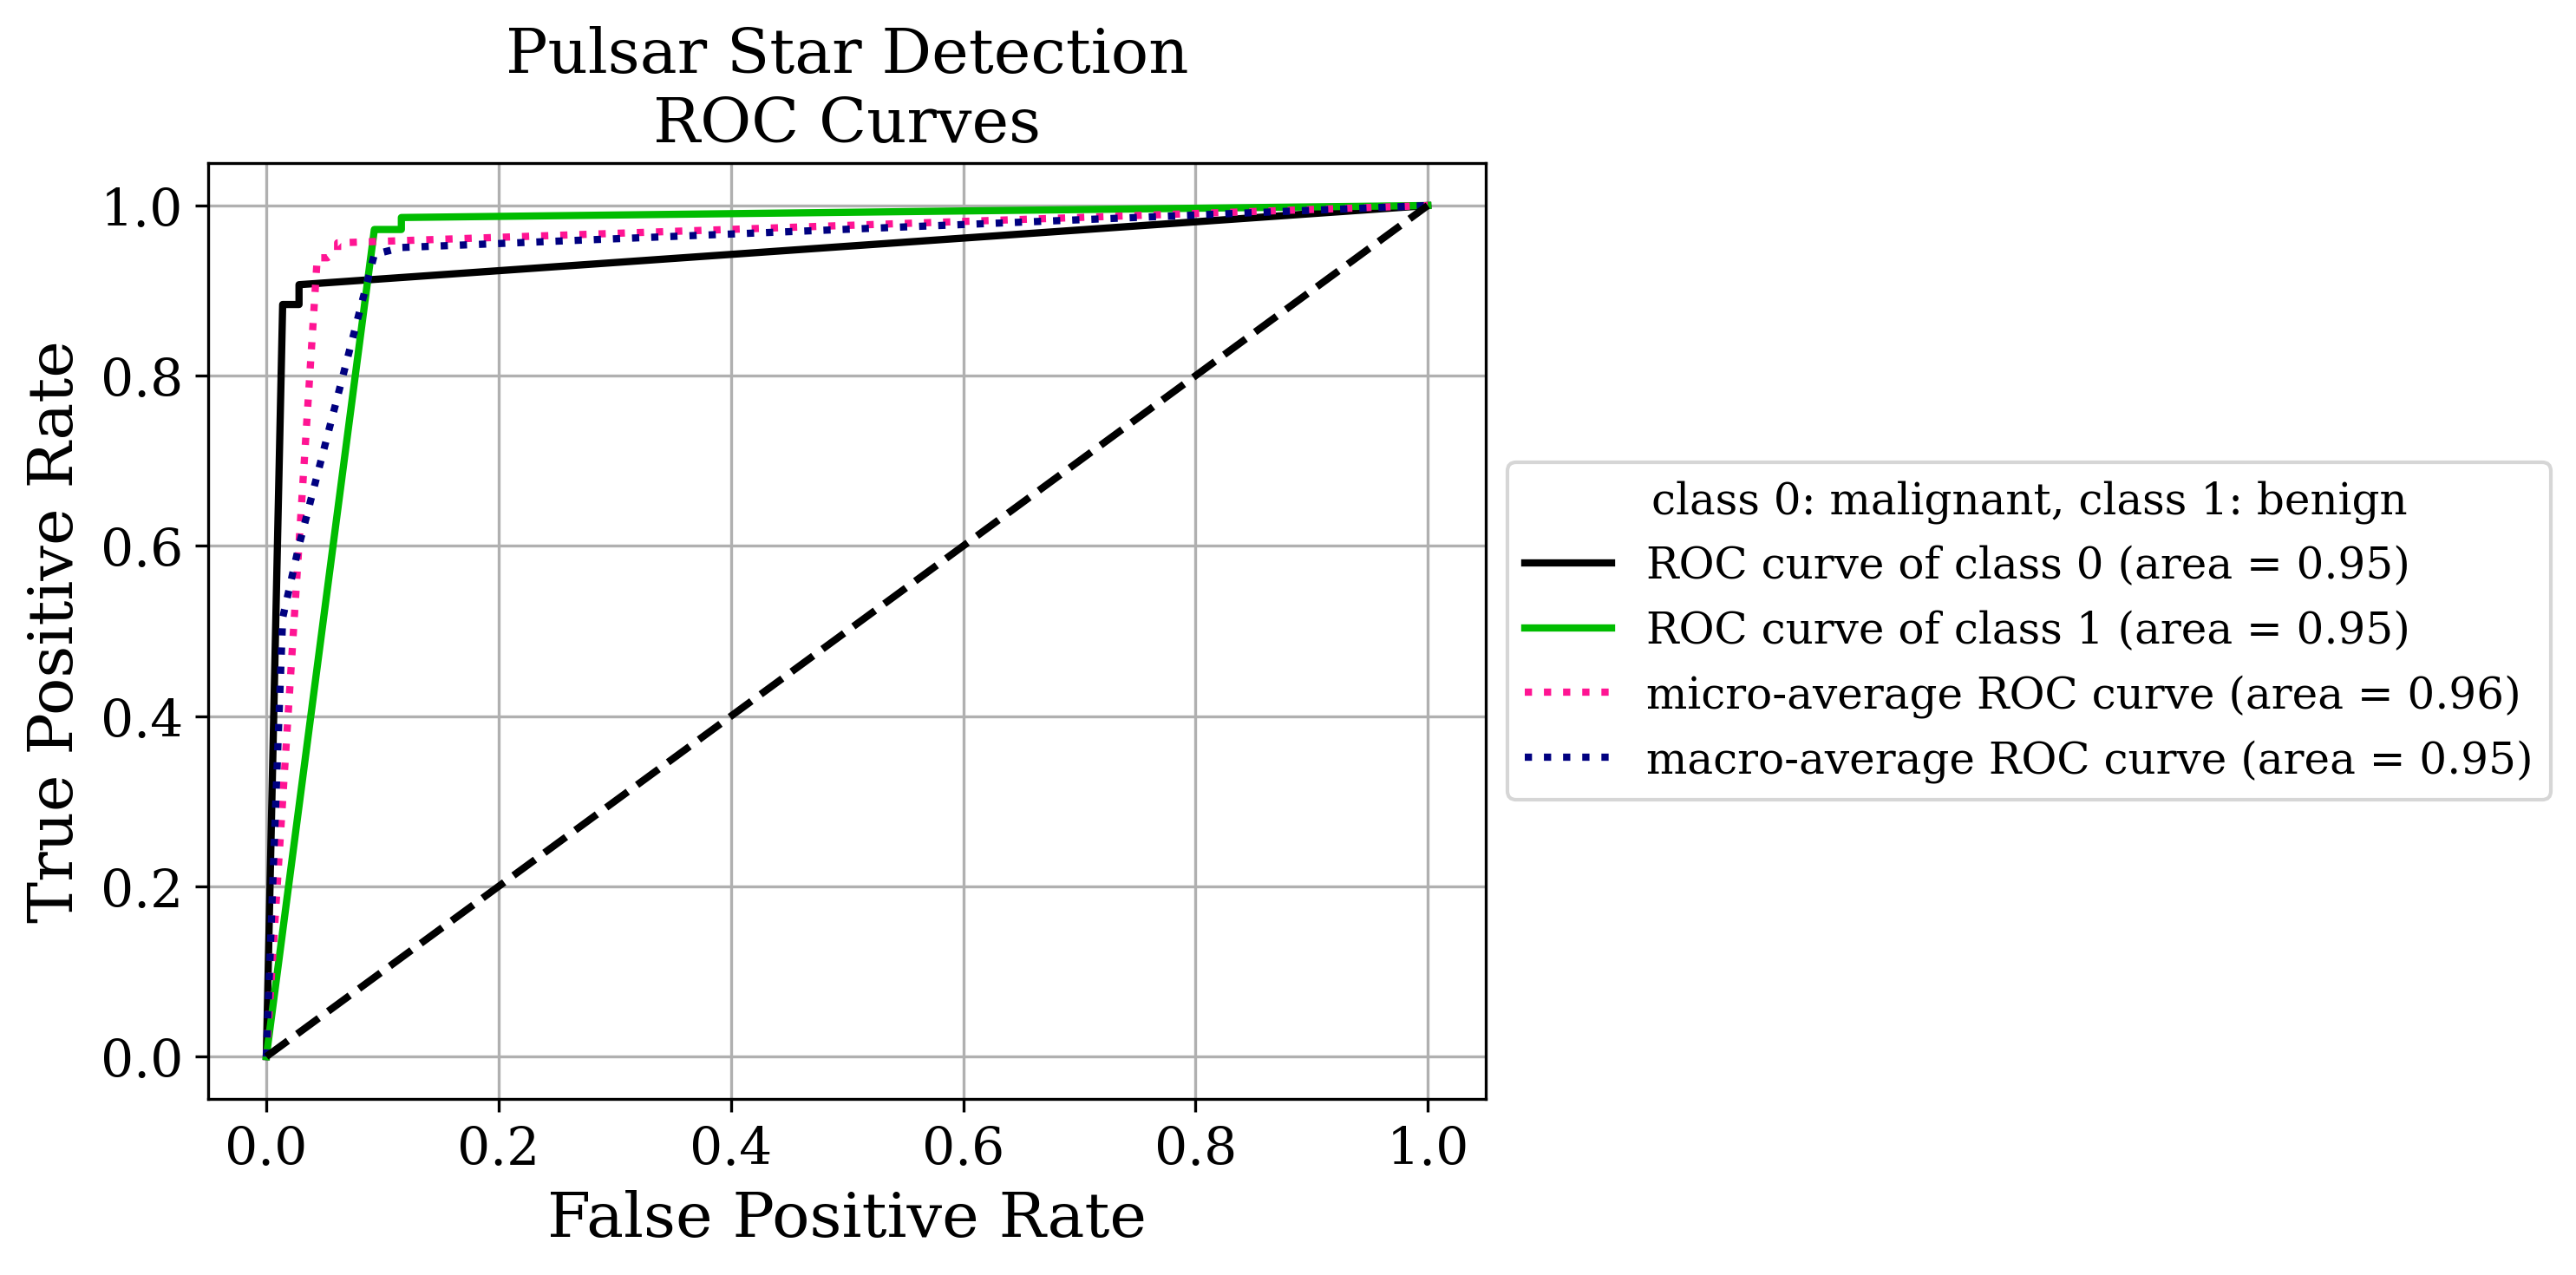 Pulsar Star Detection
ROC Curves
True Positive Rate
1.0
0.8
0.6
0.4
0.2
0.0
0.0 0.2 0.4 0.6 0.8 1.0
False Positive Rate
class 0: malignant, class 1: benign
ROC curve of class 0 (area = 0.95)
ROC curve of class 1 (area = 0.95)
micro-average ROC curve (area = 0.96)
macro-average ROC curve (area = 0.95)